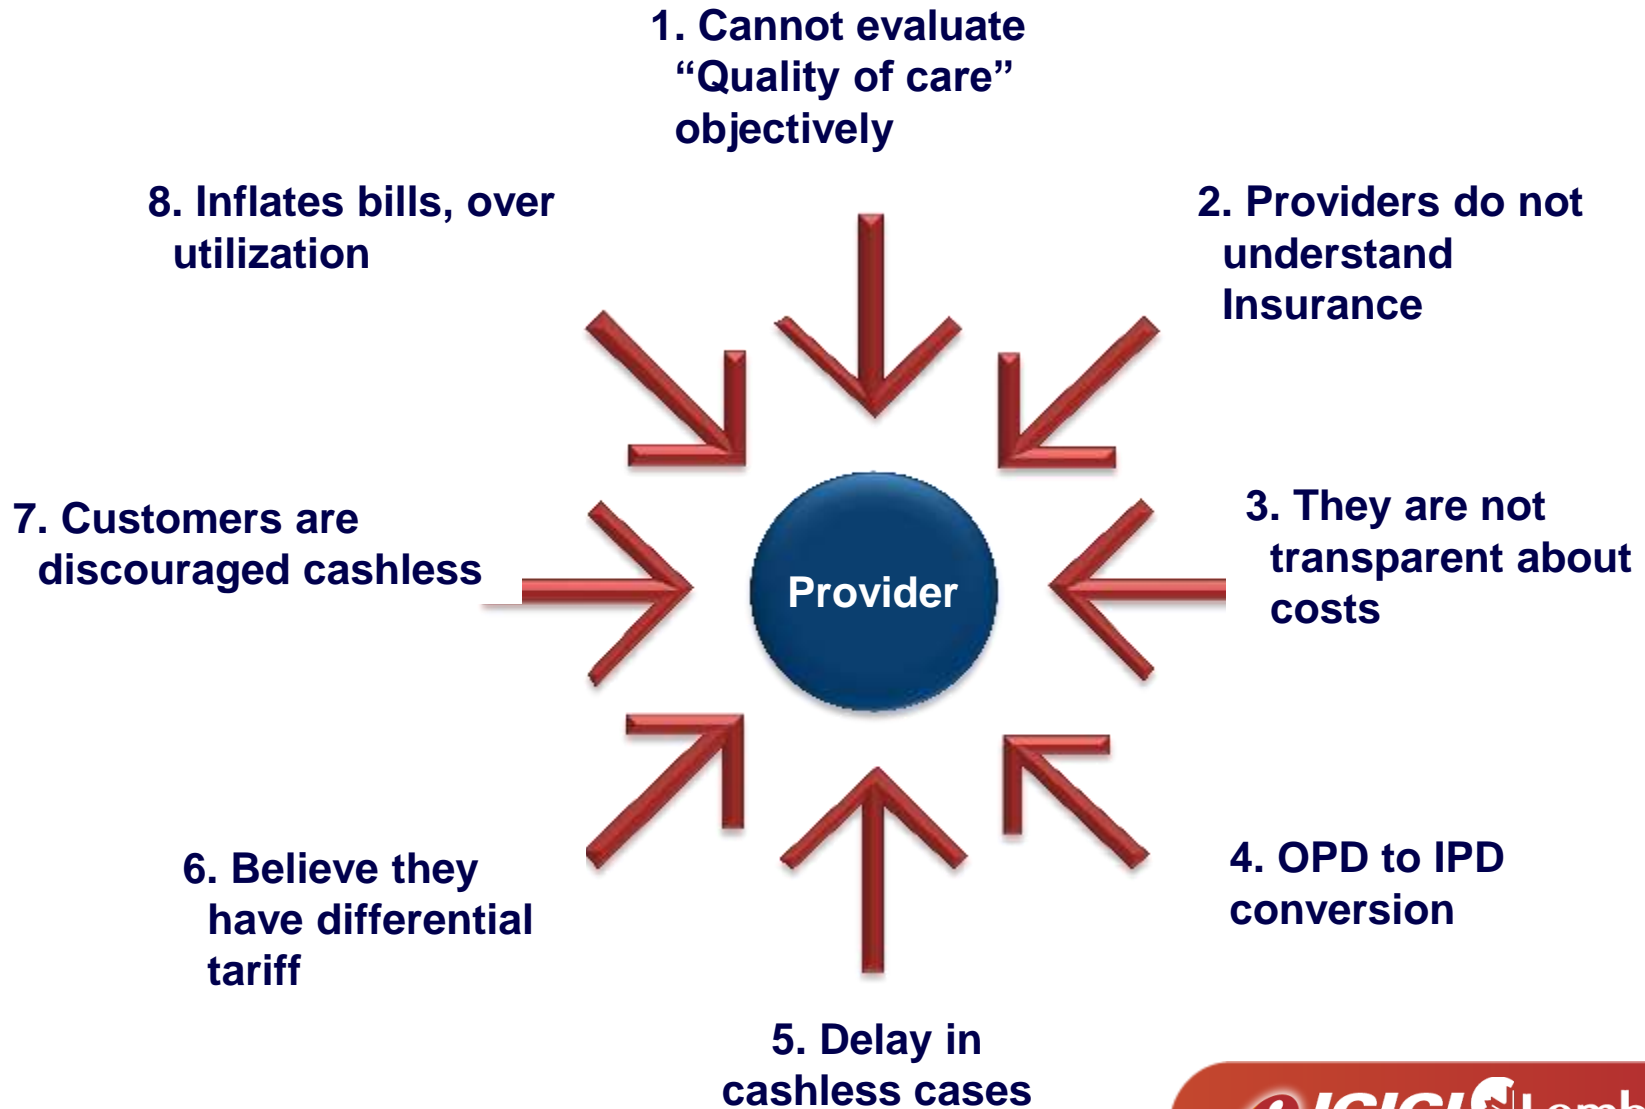 1. Cannot evaluate
“Quality of care”
objectively
2. Providers do not
understand
Insurance
3. They are not
transparent about
costs
4. OPD to IPD
conversion
5. Delay in
cashless cases
6. Believe they
have differential
tariff
7. Customers are
discouraged cashless
8. Inflates bills, over
utilization
Provider
ICICI